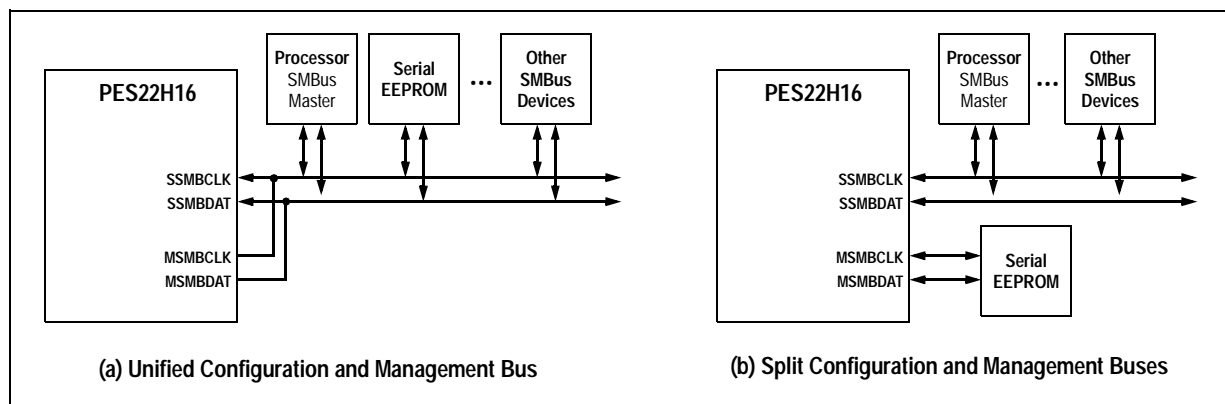 PES22H16
Processor
SMBus
Master
Serial
EEPROM
...
Other
SMBus
Devices
SSMBCLK
SSMBDAT
MSMBCLK
MSMBDAT
(a) Unified Configuration and Management Bus
PES22H16
Processor
SMBus
Master
...
Other
SMBus
Devices
SSMBCLK
SSMBDAT
MSMBCLK
MSMBDAT
Serial
EEPROM
(b) Split Configuration and Management Buses